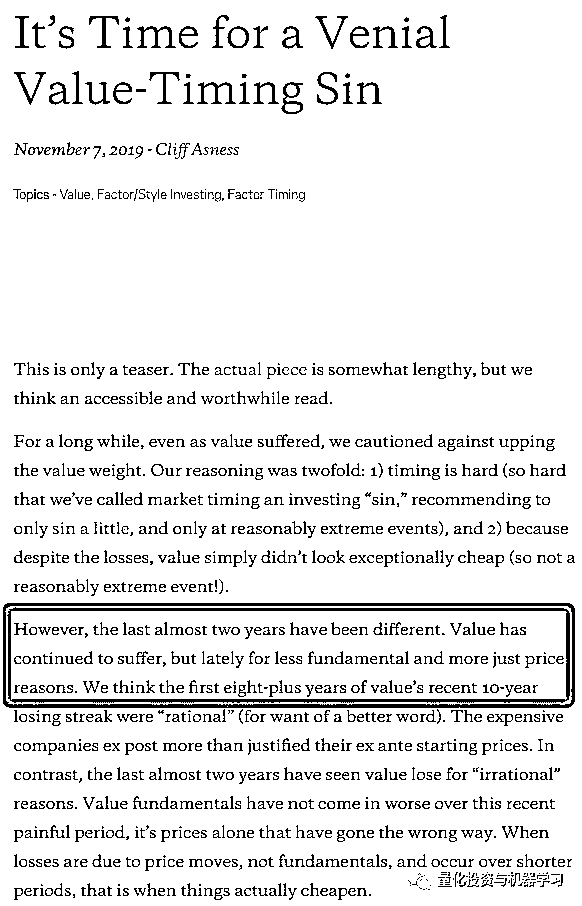 It’s Time for a Venial
Value-Timing Sin
November 7, 2019 - Cliff Asness
Topics - Value, Factor/Style Investing, Factor Timing
This is only a teaser. The actual piece is somewhat lengthy, but we
think an accessible and worthwhile read.
For a long while, even as value suffered, we cautioned against upping
the value weight. Our reasoning was twofold: 1) timing is hard (so hard
that we’ve called market timing an investing “sin,” recommending to
only sin a little, and only at reasonably extreme events), and 2) because
despite the losses, value simply didn’t look exceptionally cheap (so not a
reasonably extreme event!).
However, the last almost two years have been different. Value has
continued to suffer, but lately for less fundamental and more just price
reasons. We think the first eight-plus years of value’s recent 10-year
losing streak were “rational” (for want of a better word). The expensive
companies ex post more than justified their ex ante starting prices. In
contrast, the last almost two years have seen value lose for “irrational”
reasons. Value fundamentals have not come in worse over this recent
painful period, it’s prices alone that have gone the wrong way. When
losses are due to price moves, not fundamentals, and occur over shorter
periods, that is when things actually cheapen.
量化投资与机器学习